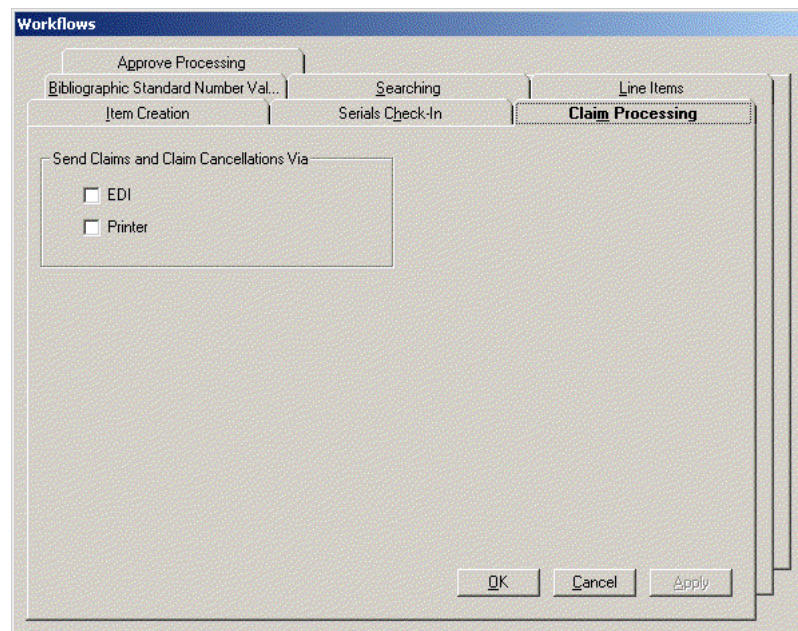 Workflows
Approve Processing
Bibliographic Standard Number Val... Searching Line Items
Item Creation Serials Check-In Claim Processing
Send Claims and Claim Cancellations Via
EDI
Printer
OK Cancel Apply